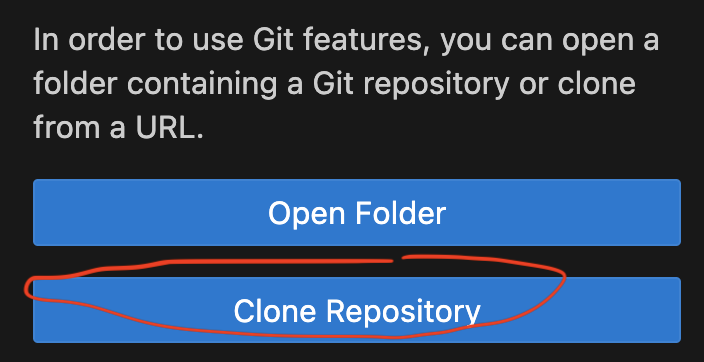 In order to use Git features, you can open a
folder containing a Git repository or clone
from a URL.
Open Folder
Clone Repository